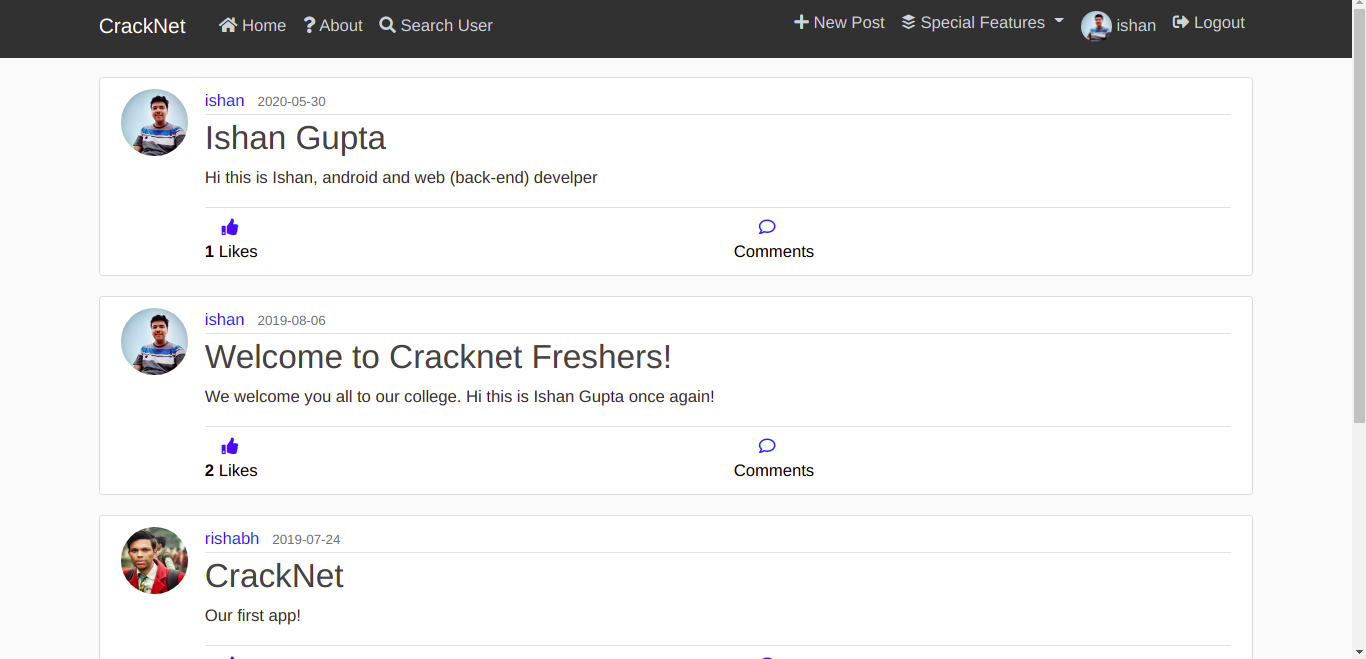 CrackNet Home About Search User New Post Special Features ishan Logout
ishan 2020-05-30
Ishan Gupta
Hi this is Ishan, android and web (back-end) develper
1 Likes Comments
ishan 2019-08-06
Welcome to Cracknet Freshers!
We welcome you all to our college. Hi this is Ishan Gupta once again!
2 Likes Comments
rishabh 2019-07-24
CrackNet
Our first app!